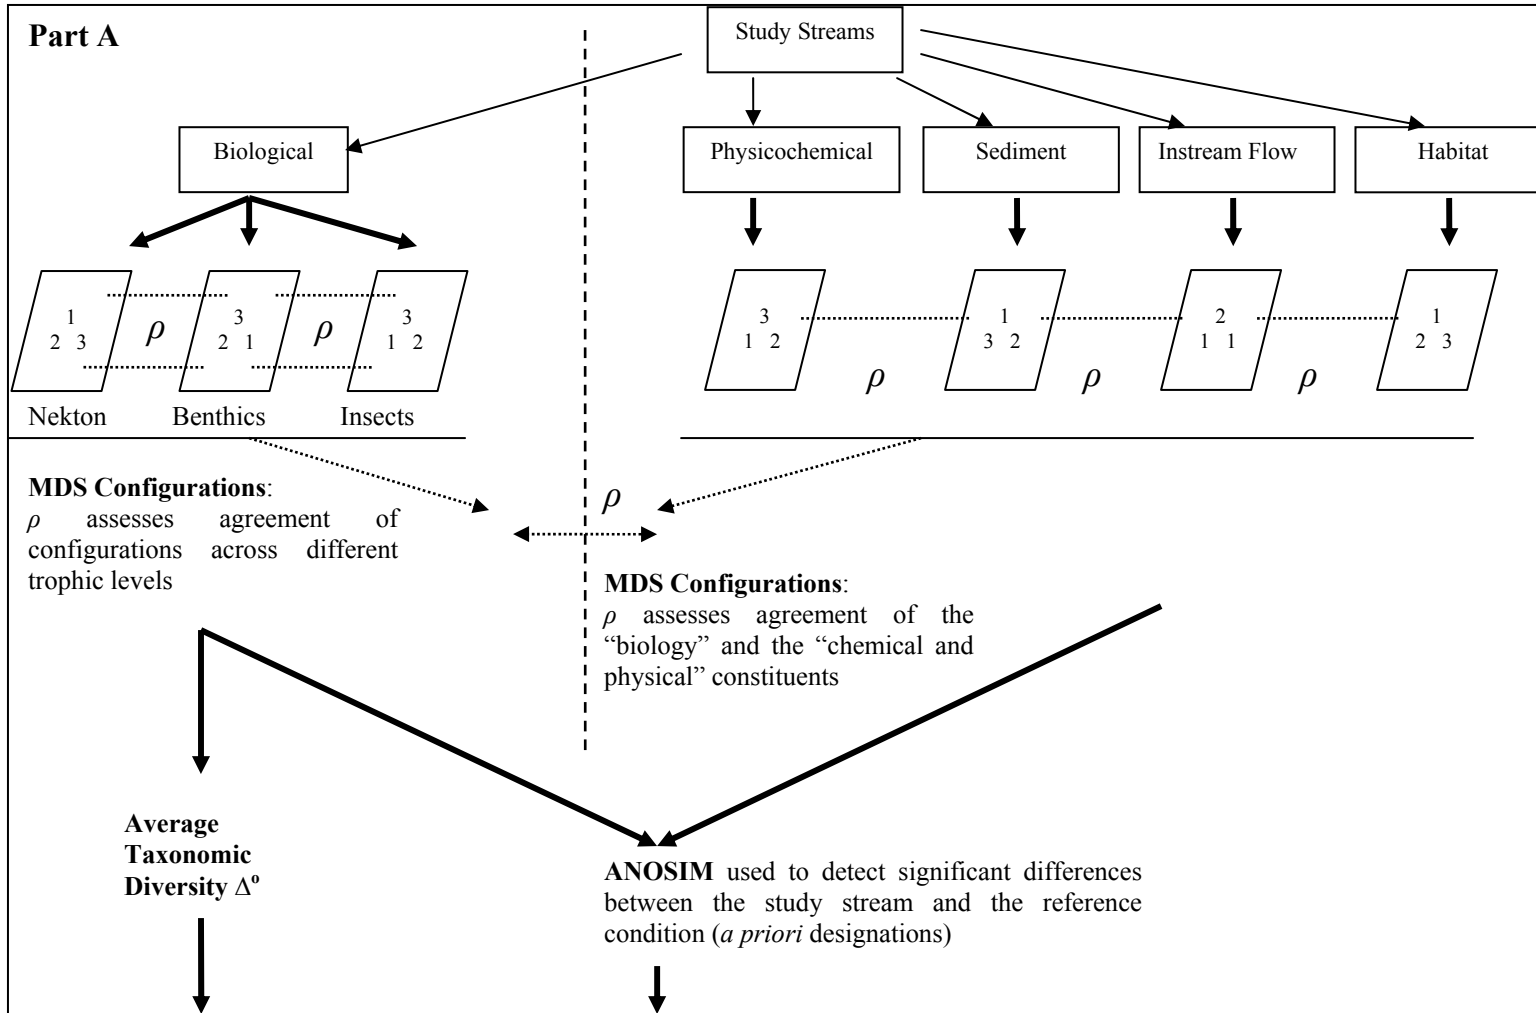 Part A
Study Streams
Biological
Physicochemical
Sediment
Instream Flow
Habitat
1
2 3
ρ
3
2 1
ρ
3
1 2
3
1 2
ρ
1
3 2
ρ
2
1 1
ρ
1
2 3
Nekton
Benthics
Insects
MDS Configurations:
ρ assesses agreement of
configurations across different
trophic levels
ρ
MDS Configurations:
ρ assesses agreement of the
“biology” and the “chemical and
physical” constituents
Average
Taxonomic
Diversity Δº
ANOSIM used to detect significant differences
between the study stream and the reference
condition (a priori designations)